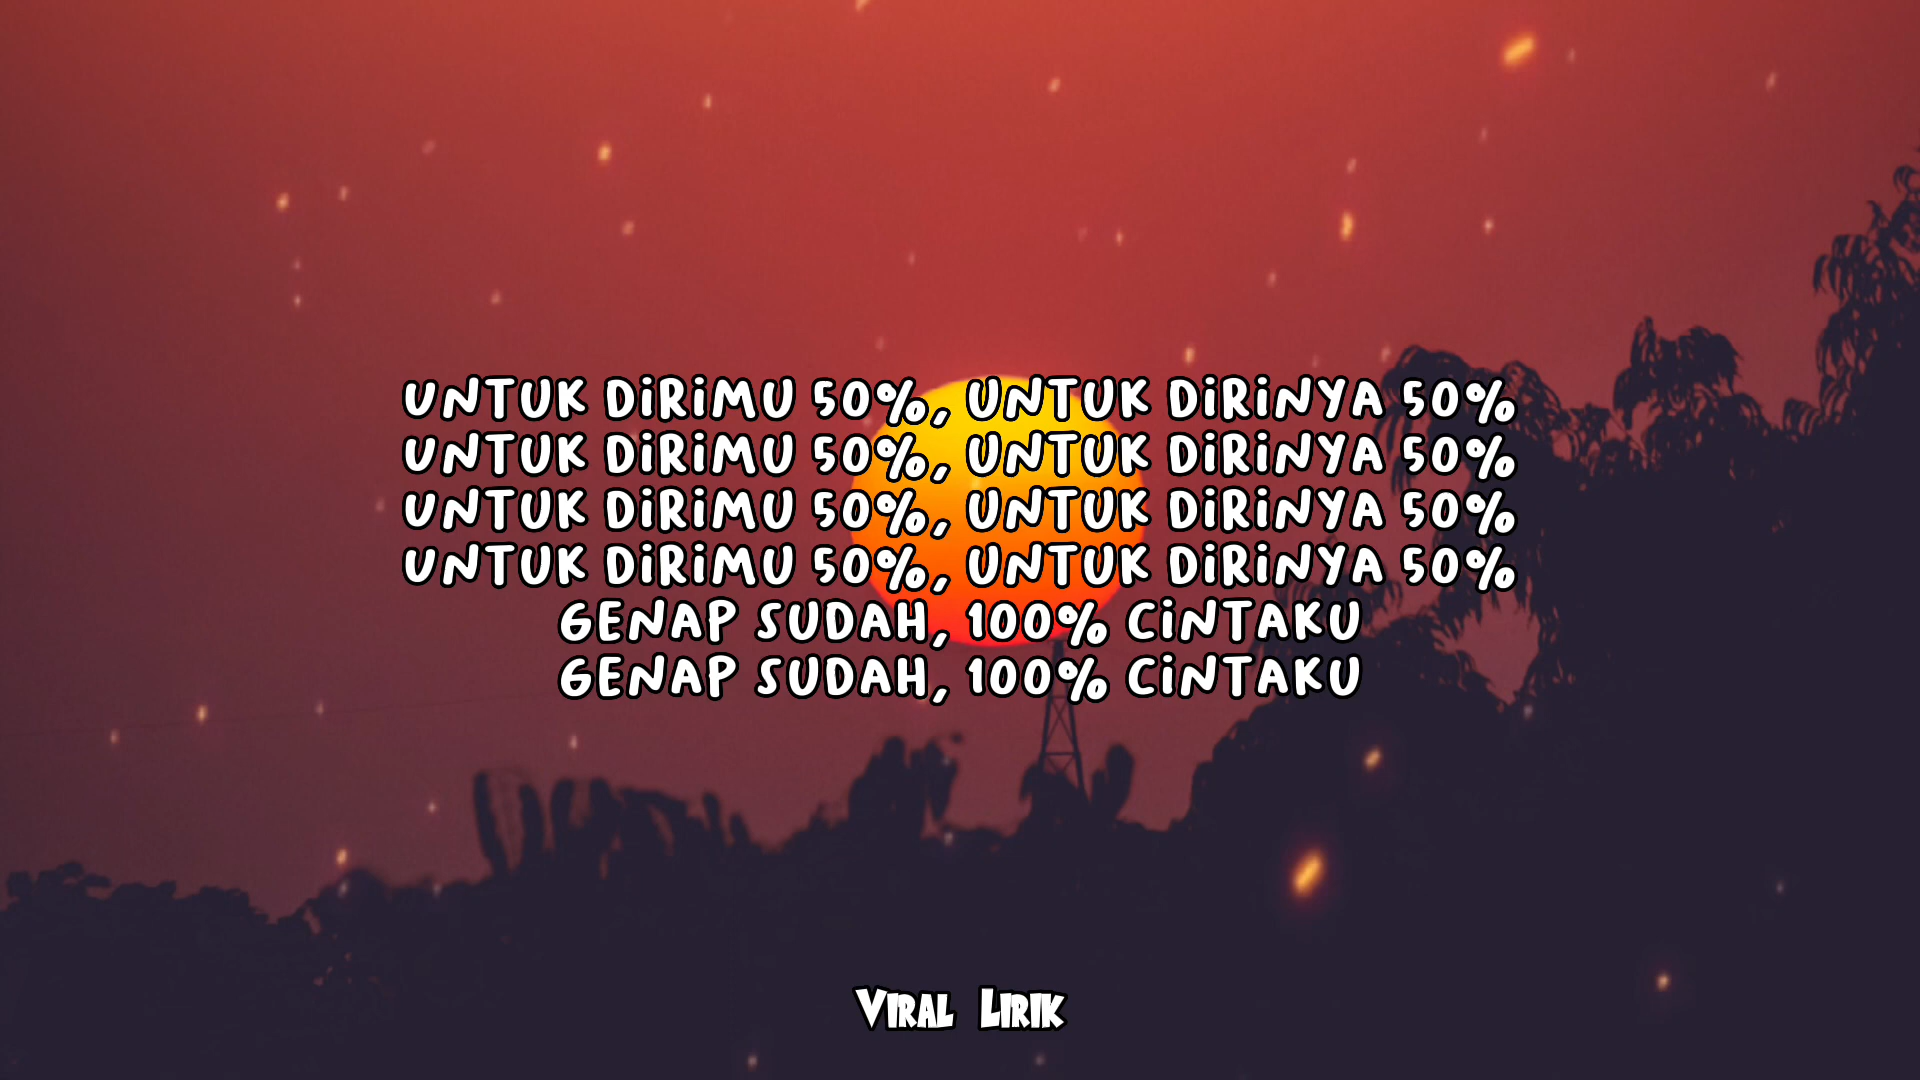 UNTUK DiRiMU 50%, UNTUK DiRiNYA 50%
UNTUK DiRiMU 50%, UNTUK DiRiNYA 50%
UNTUK DiRiMU 50%, UNTUK DiRiNYA 50%
UNTUK DiRiMU 50%, UNTUK DiRiNYA 50%
GENAP SUDAH, 100% CiNTAKU
GENAP SUDAH, 100% CiNTAKU
Viral Lirik